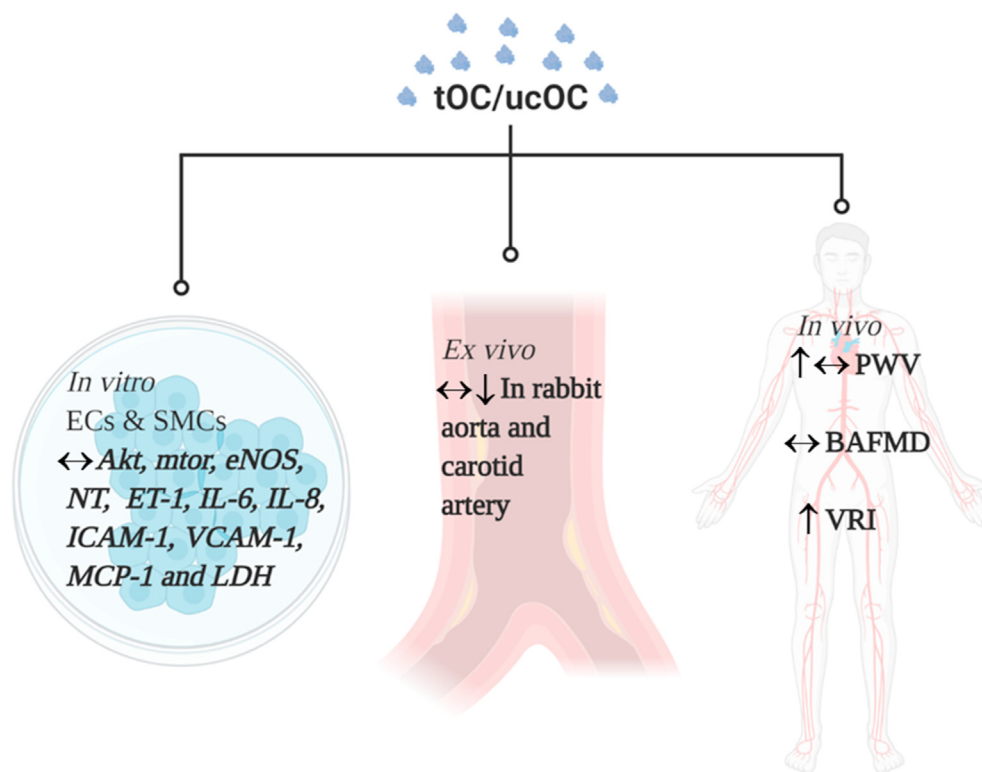 tOC/ucOC
In vitro
ECs & SMCs
↔Akt, mtor, eNOS,
NT, ET-1, IL-6, IL-8,
ICAM-1, VCAM-1,
MCP-1 and LDH
Ex vivo
↔↓In rabbit
aorta and
carotid
artery
In vivo
↑↔PWV
↔BAFMD
↑VRI